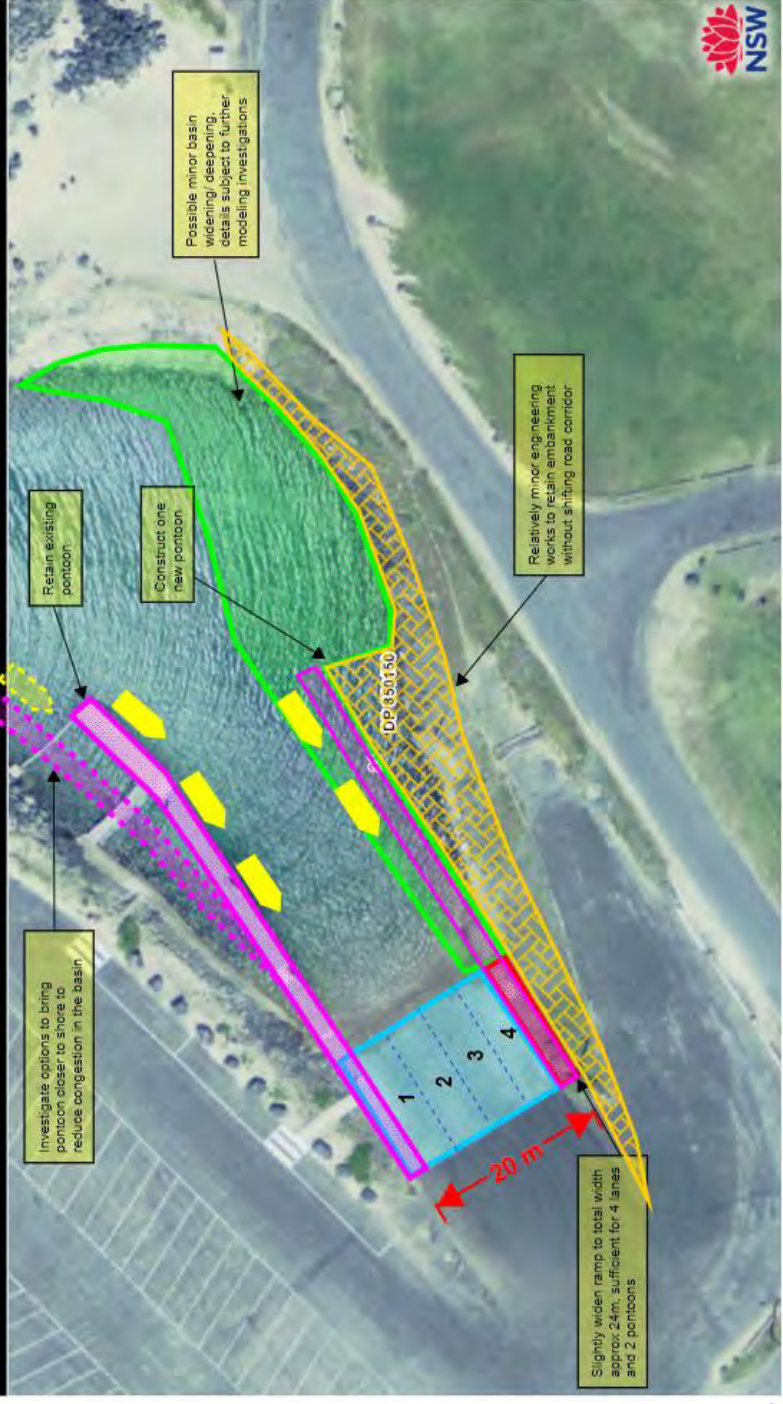 Investigate options to bring
pontoon closer to shore to
reduce congestion in the basin
Retain existing
pontoon
Construct one
new pontoon
Possible minor basin
widening/ deepening,
details subject to further
modeling investigations
NSW
DP 850150
1
2
3
4
20 m
Relatively minor engineering
works to retain embankment
without shifting road corridor
Slightly widen ramp to total width
approx 24m, sufficient for 4 lanes
and 2 pontoons